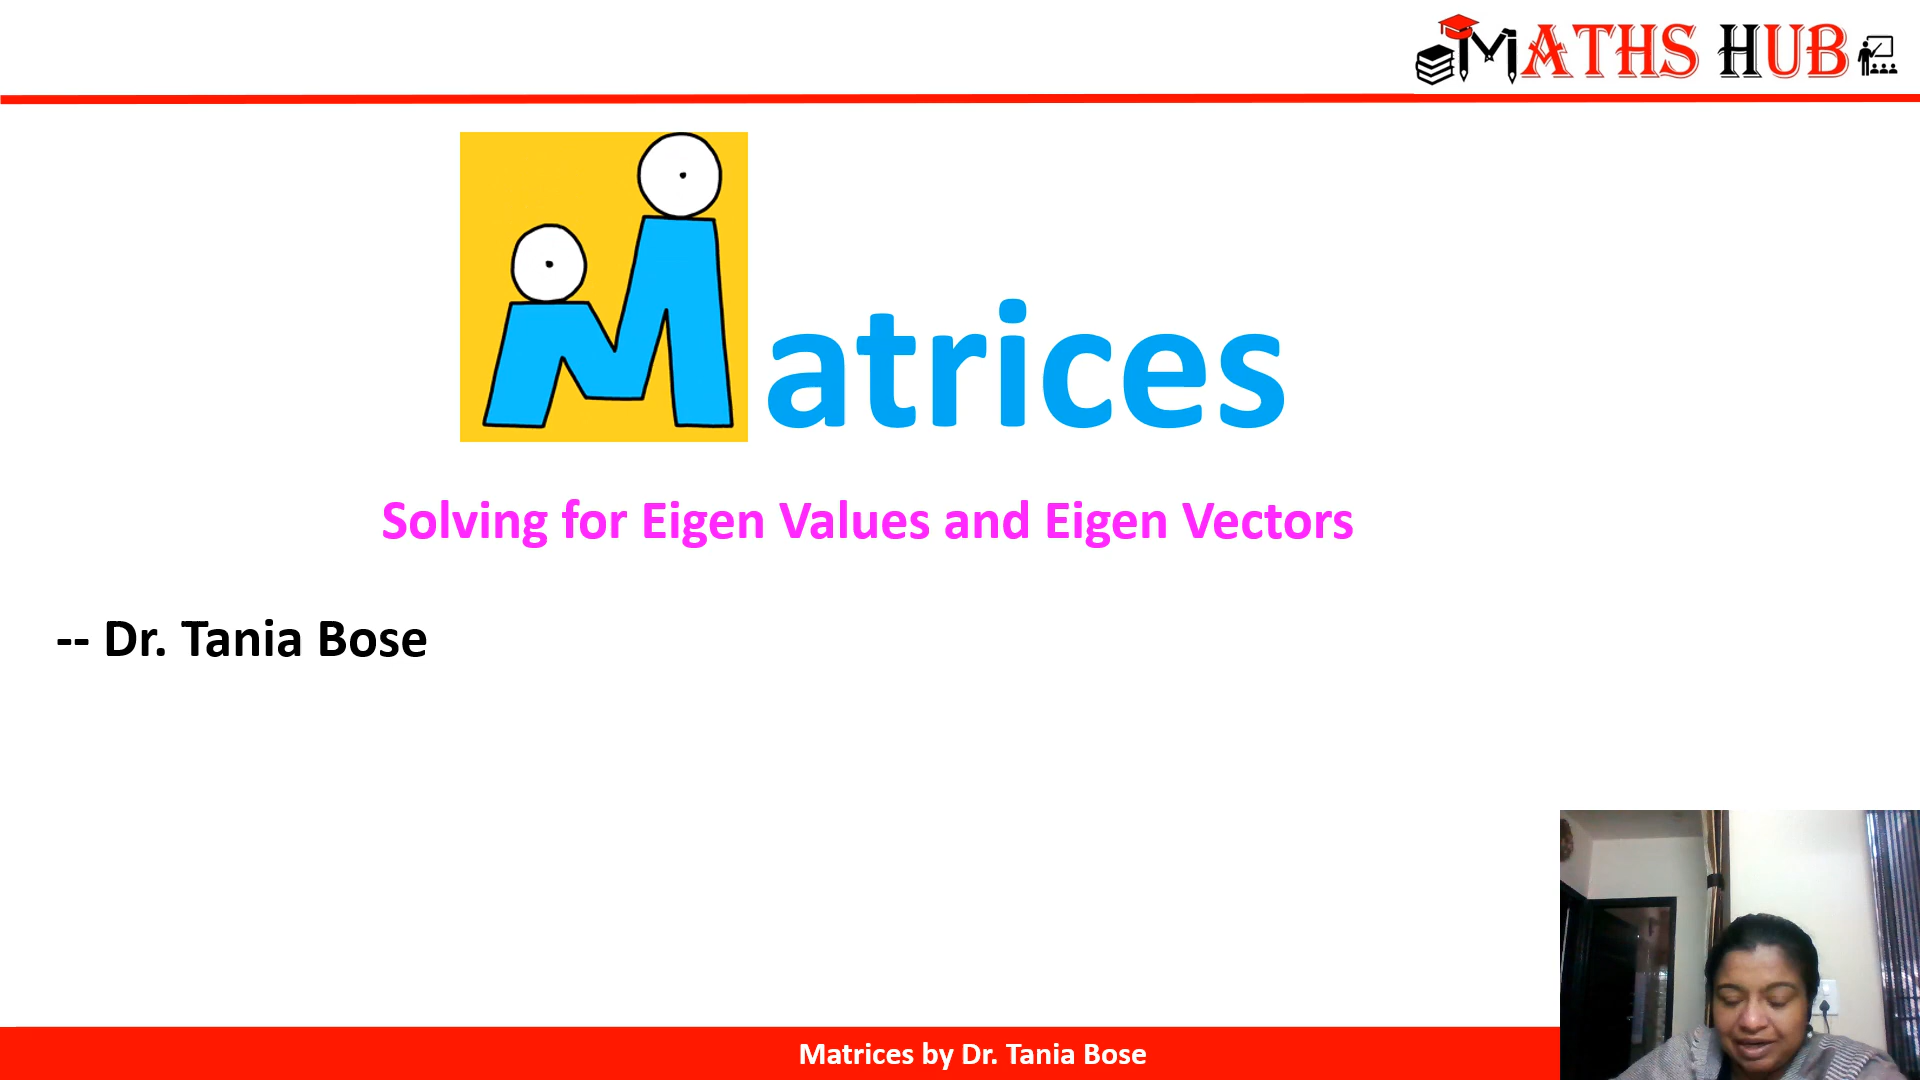 MATHS HUB
Matrices
Solving for Eigen Values and Eigen Vectors
-- Dr. Tania Bose
Matrices by Dr. Tania Bose